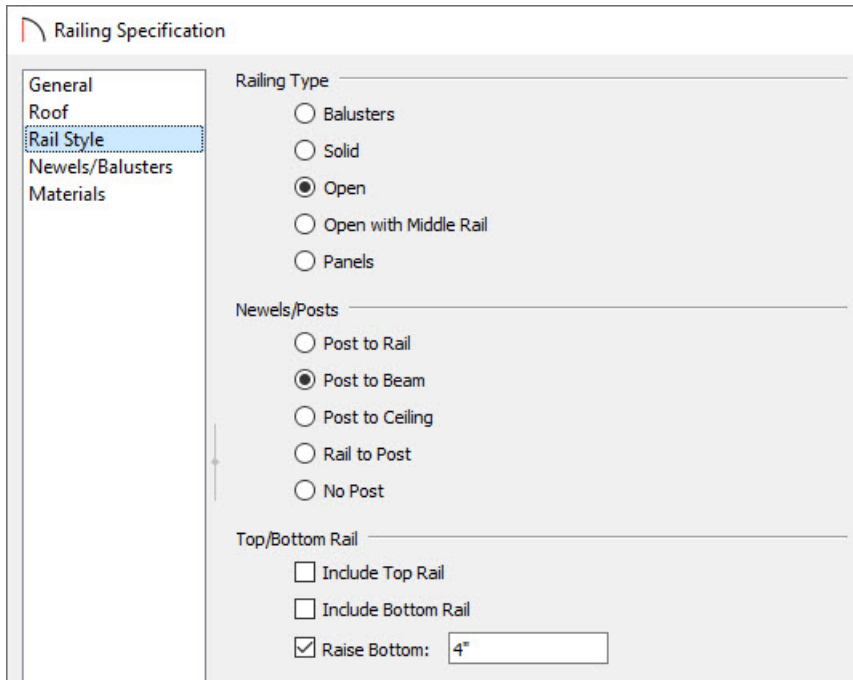 Railing Specification
General
Roof
Rail Style
Newels/Balusters
Materials
Railing Type
Balusters
Solid
Open
Open with Middle Rail
Panels
Newels/Posts
Post to Rail
Post to Beam
Post to Ceiling
Rail to Post
No Post
Top/Bottom Rail
Include Top Rail
Include Bottom Rail
Raise Bottom: 4"